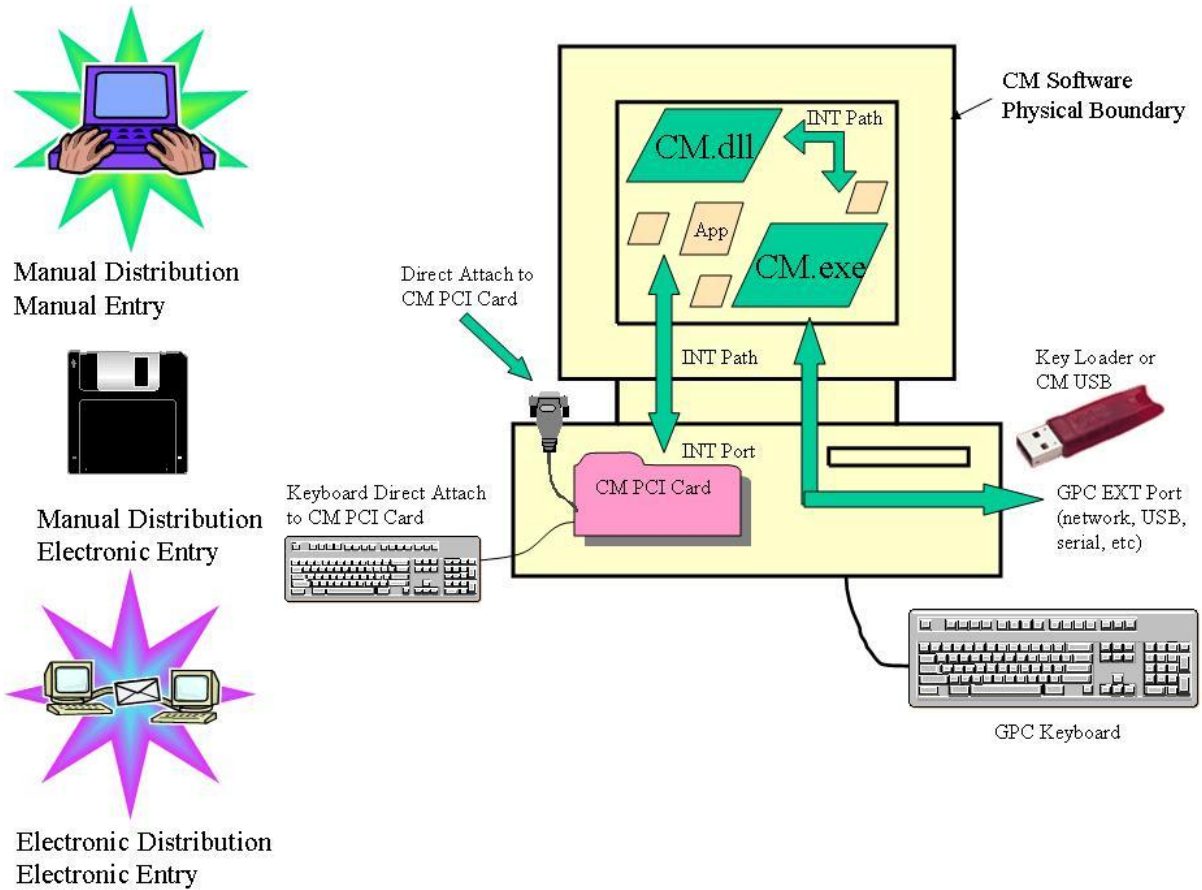 Manual Distribution
Manual Entry
Manual Distribution
Electronic Entry
Electronic Distribution
Electronic Entry
CM Software
Physical Boundary
INT Path
CM.dll
App
CM.exe
Direct Attach to
CM PCI Card
INT Path
Key Loader or
CM USB
INT Port
CM PCI Card
Keyboard Direct Attach
to CM PCI Card
GPC EXT Port
(network, USB,
serial, etc)
GPC Keyboard